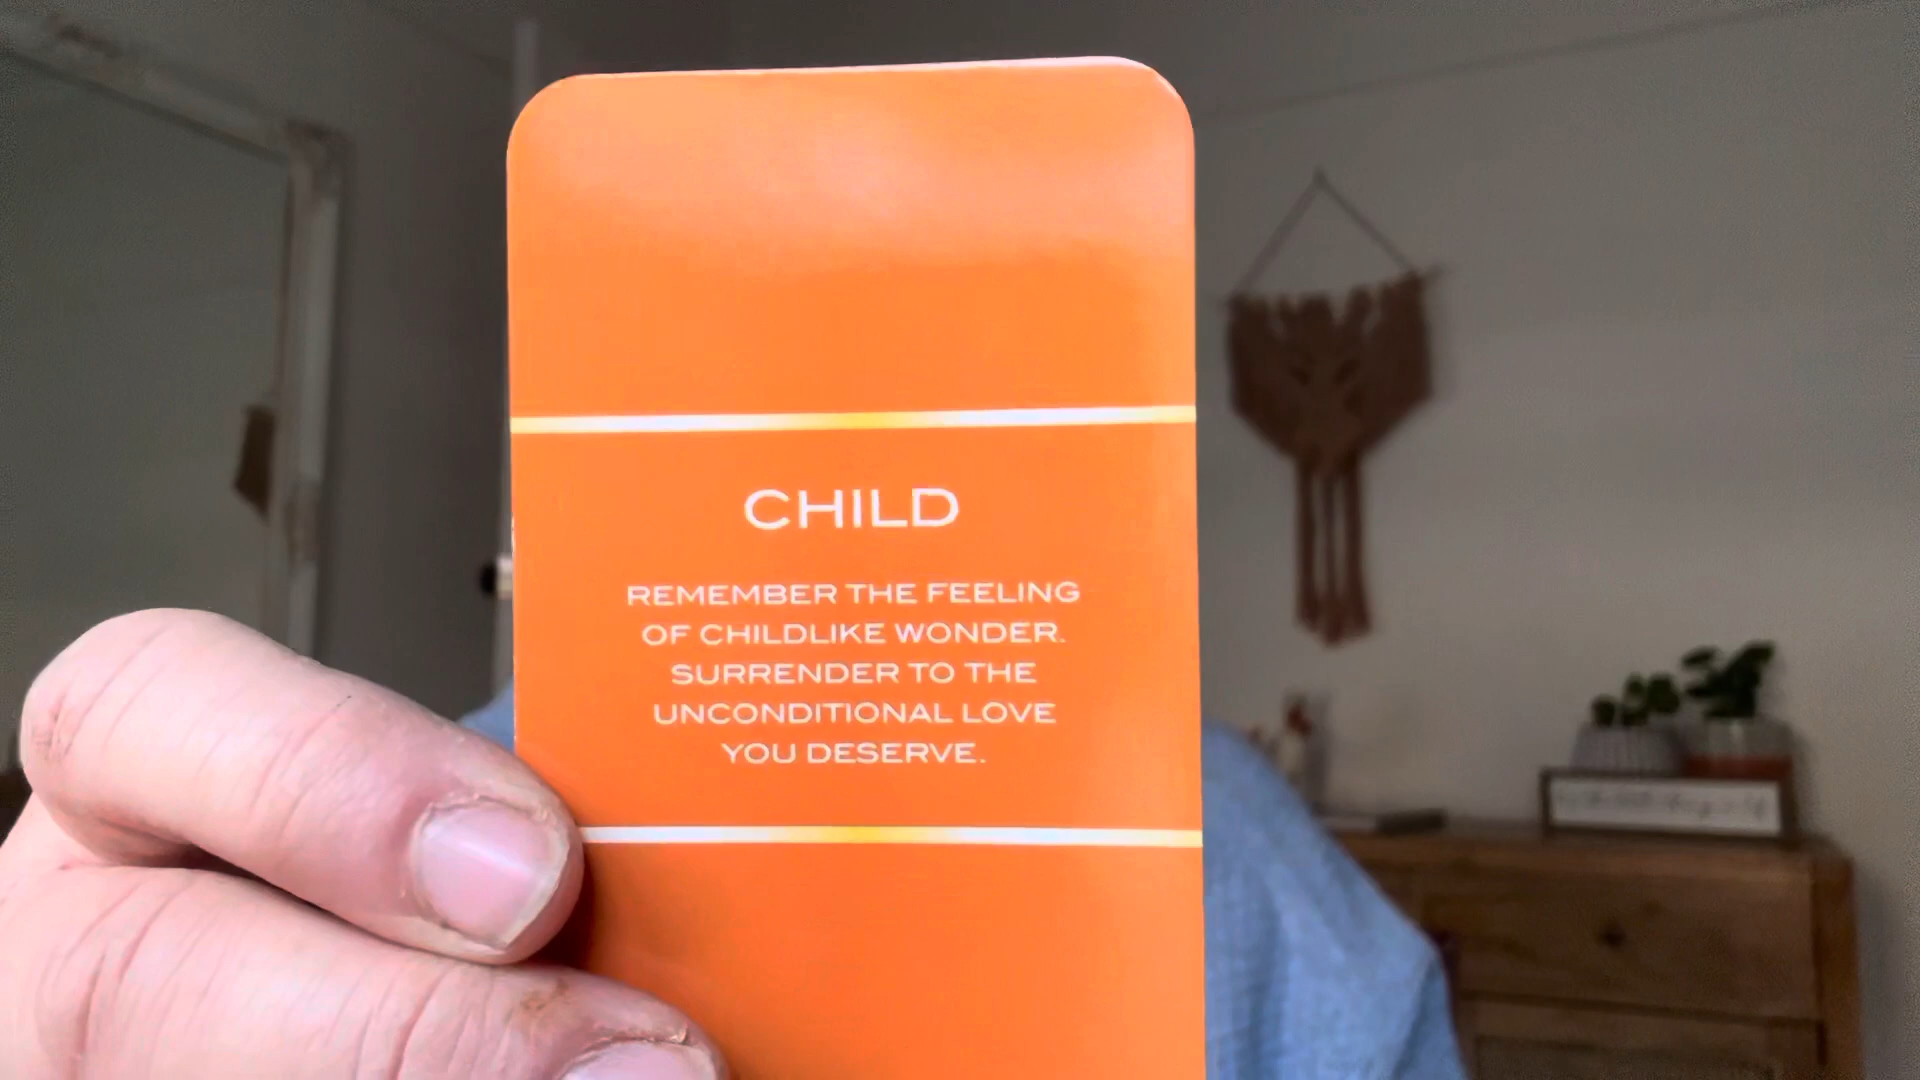 CHILD
REMEMBER THE FEELING
OF CHILDLIKE WONDER.
SURRENDER TO THE
UNCONDITIONAL LOVE
YOU DESERVE.